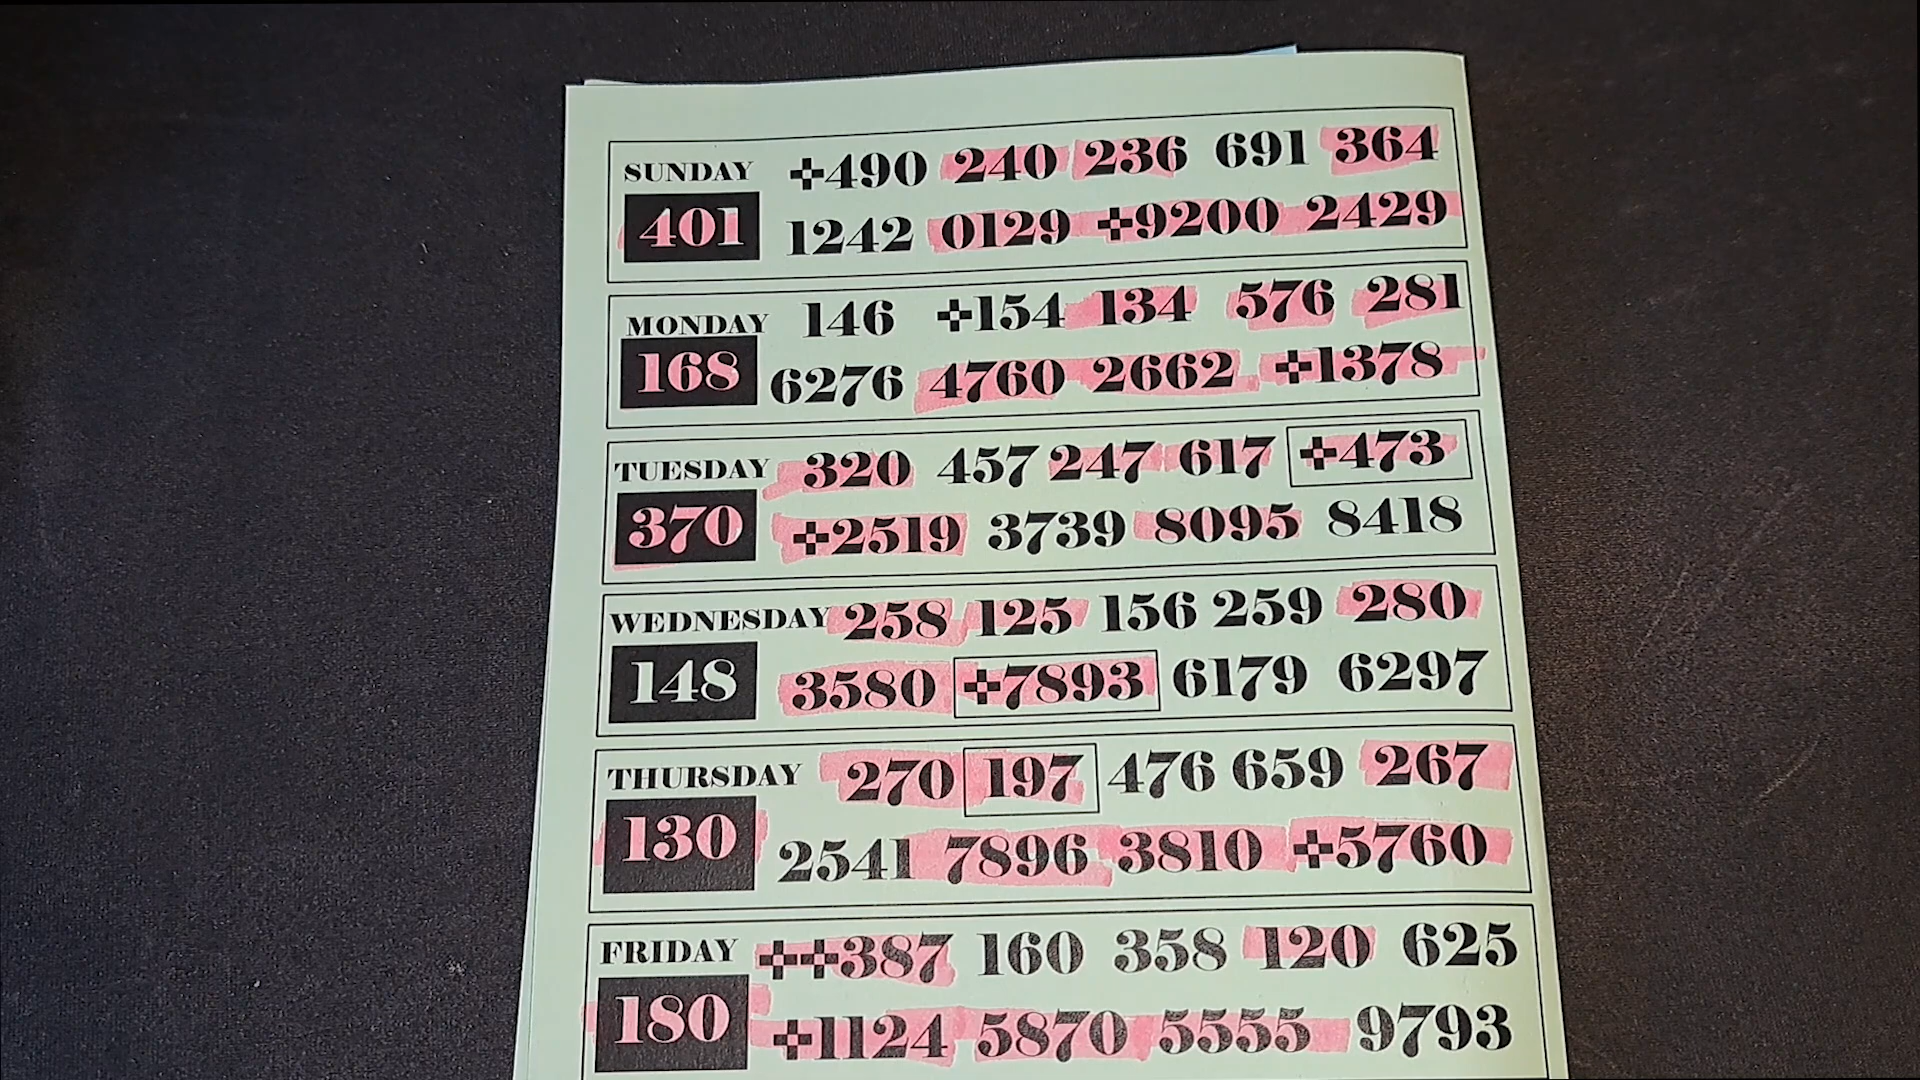 SUNDAY ✣490 240 236 691 364
401 1242 0129 ✣9200 2429
MONDAY 146 ✣154 134 576 281
168 6276 4760 2662 ✣1378
TUESDAY 320 457 247 617 ✣473
370 ✣2519 3739 8095 8418
WEDNESDAY 258 125 156 259 280
148 3580 ✣7893 6179 6297
THURSDAY 270 197 476 659 267
130 2541 7896 3810 ✣5760
FRIDAY ✣✣387 160 358 120 625
180 ✣1124 5870 5555 9793